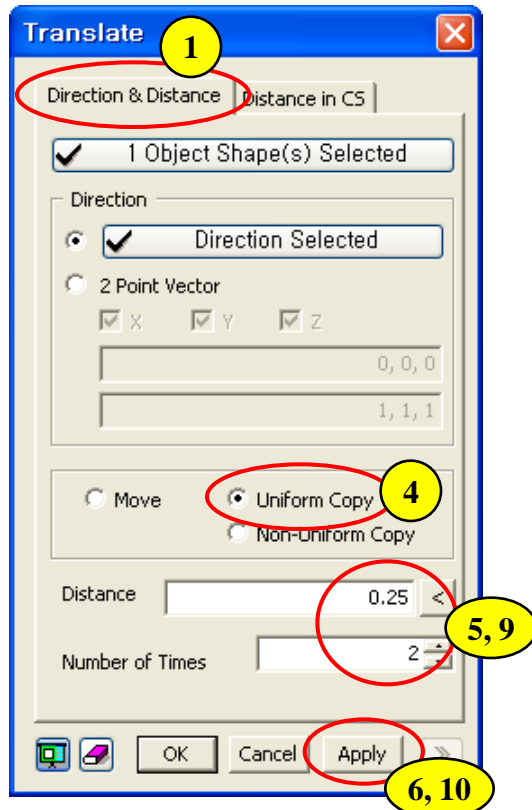 Translate
1
Direction & Distance Distance in CS
1 Object Shape(s) Selected
Direction
Direction Selected
2 Point Vector
X Y Z
0, 0, 0
1, 1, 1
Move Uniform Copy 4
Non-Uniform Copy
Distance 0.25 <
5, 9
Number of Times 2
OK Cancel Apply >>
6, 10